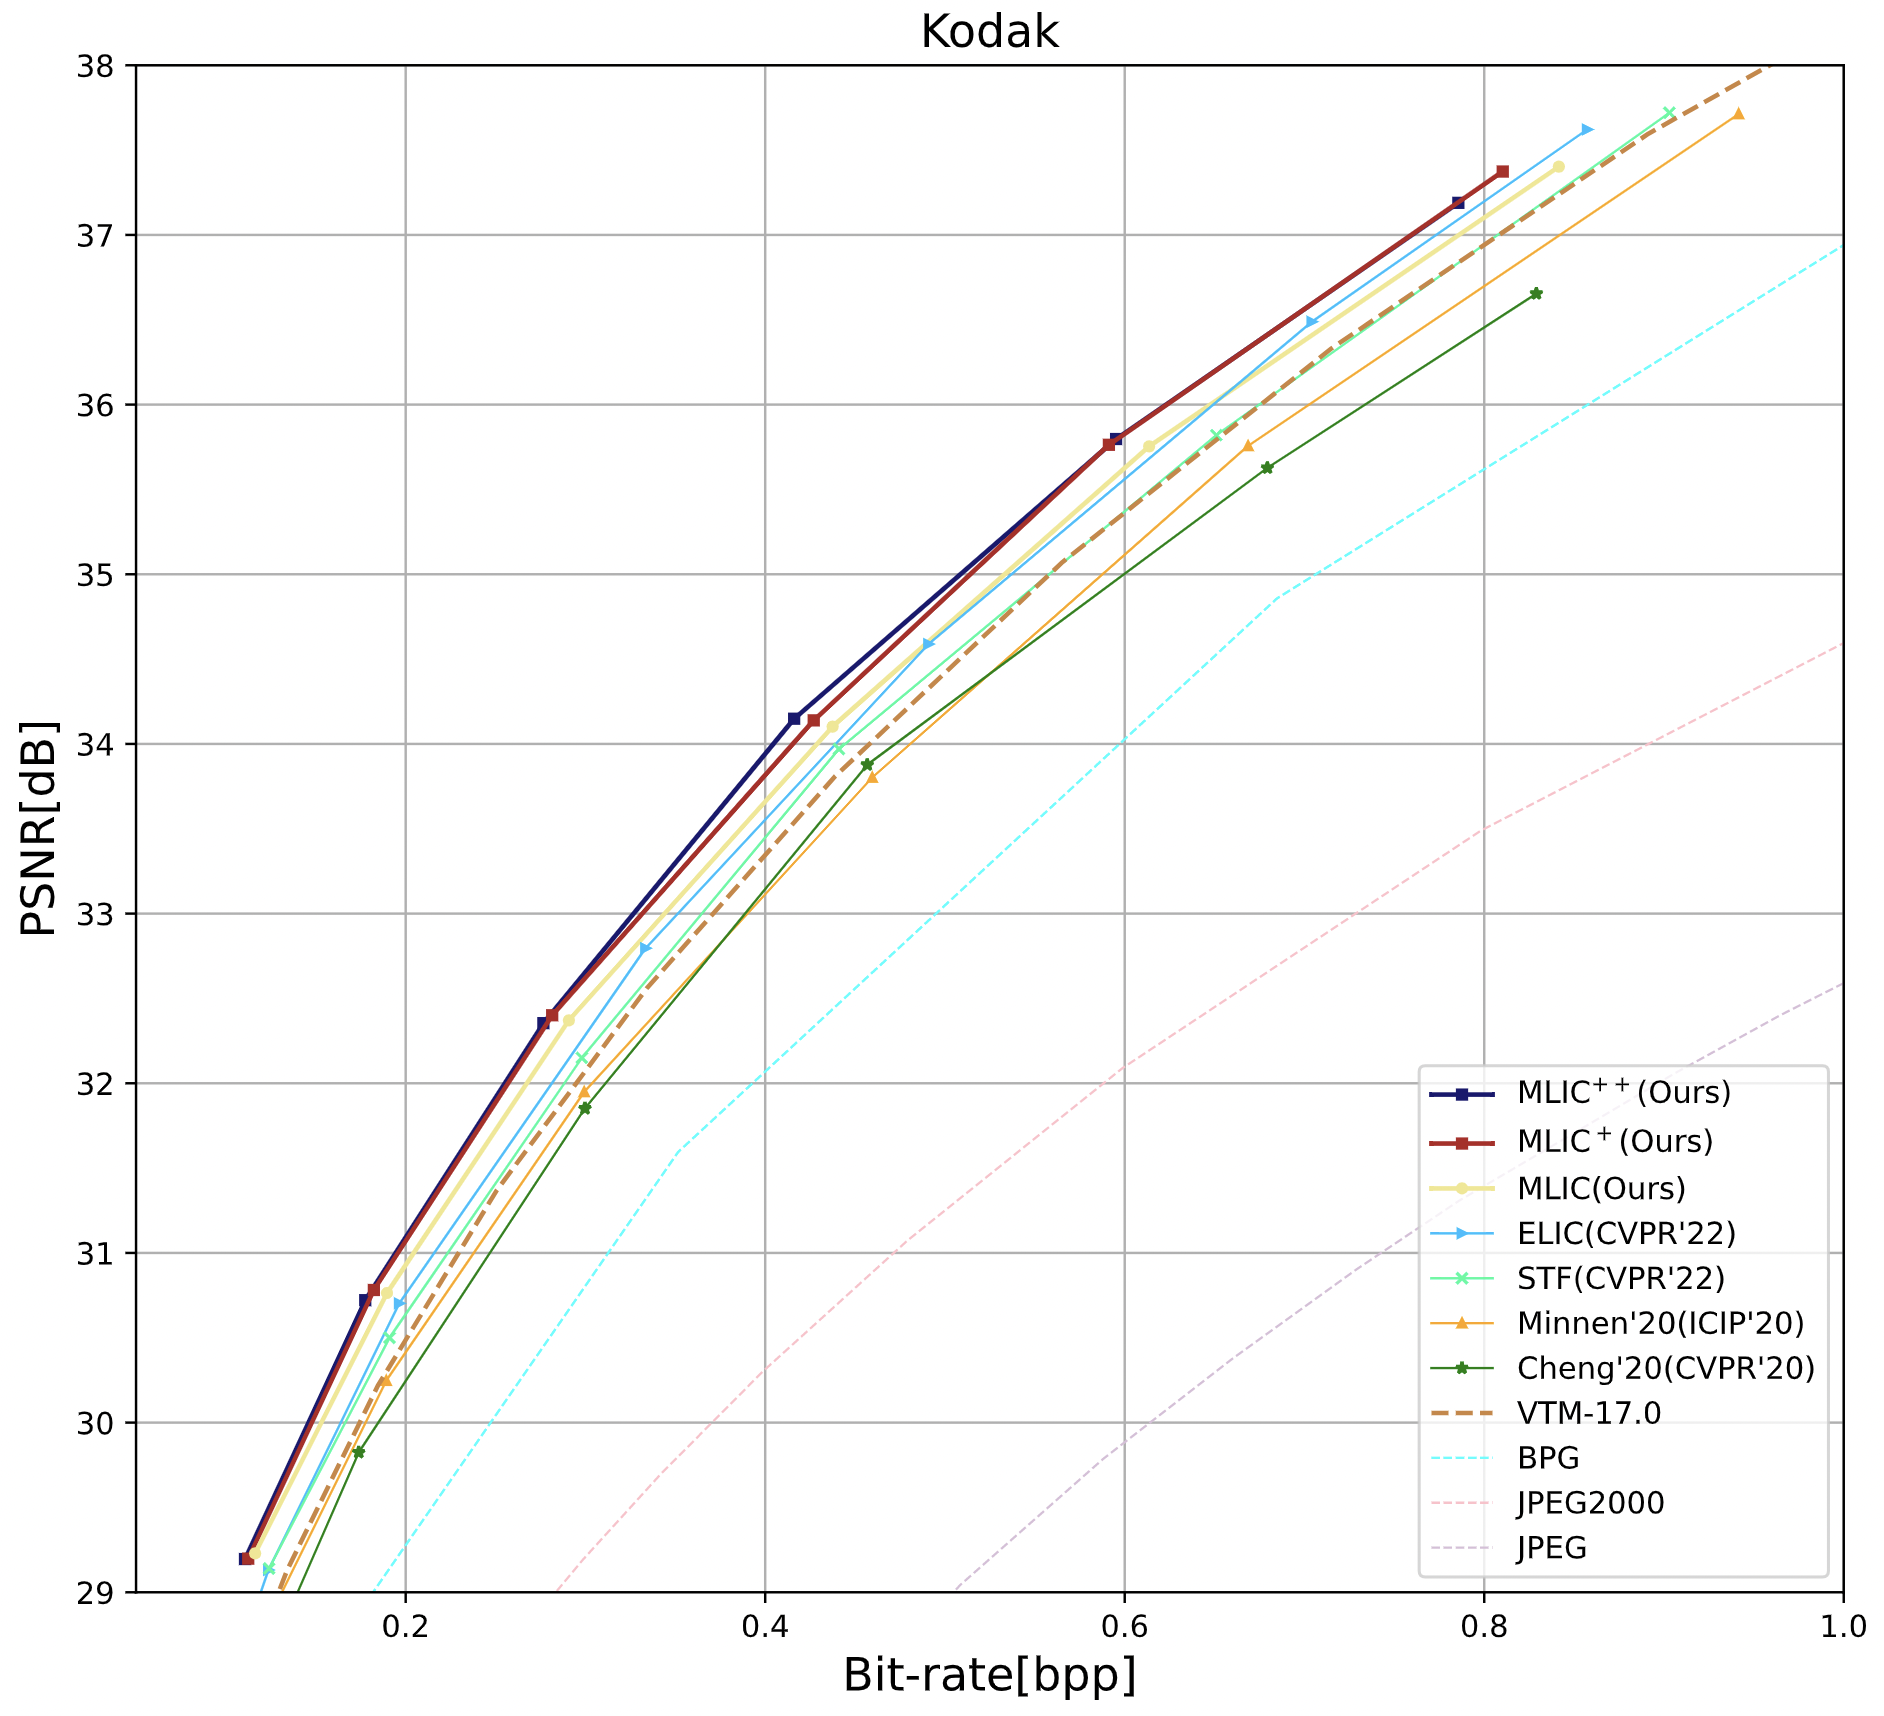 Kodak
38
37
36
35
34
33
32
31
30
29
PSNR[dB]
0.2 0.4 0.6 0.8 1.0
Bit-rate[bpp]
MLIC⁺⁺(Ours)
MLIC⁺(Ours)
MLIC(Ours)
ELIC(CVPR'22)
STF(CVPR'22)
Minnen'20(ICIP'20)
Cheng'20(CVPR'20)
VTM-17.0
BPG
JPEG2000
JPEG